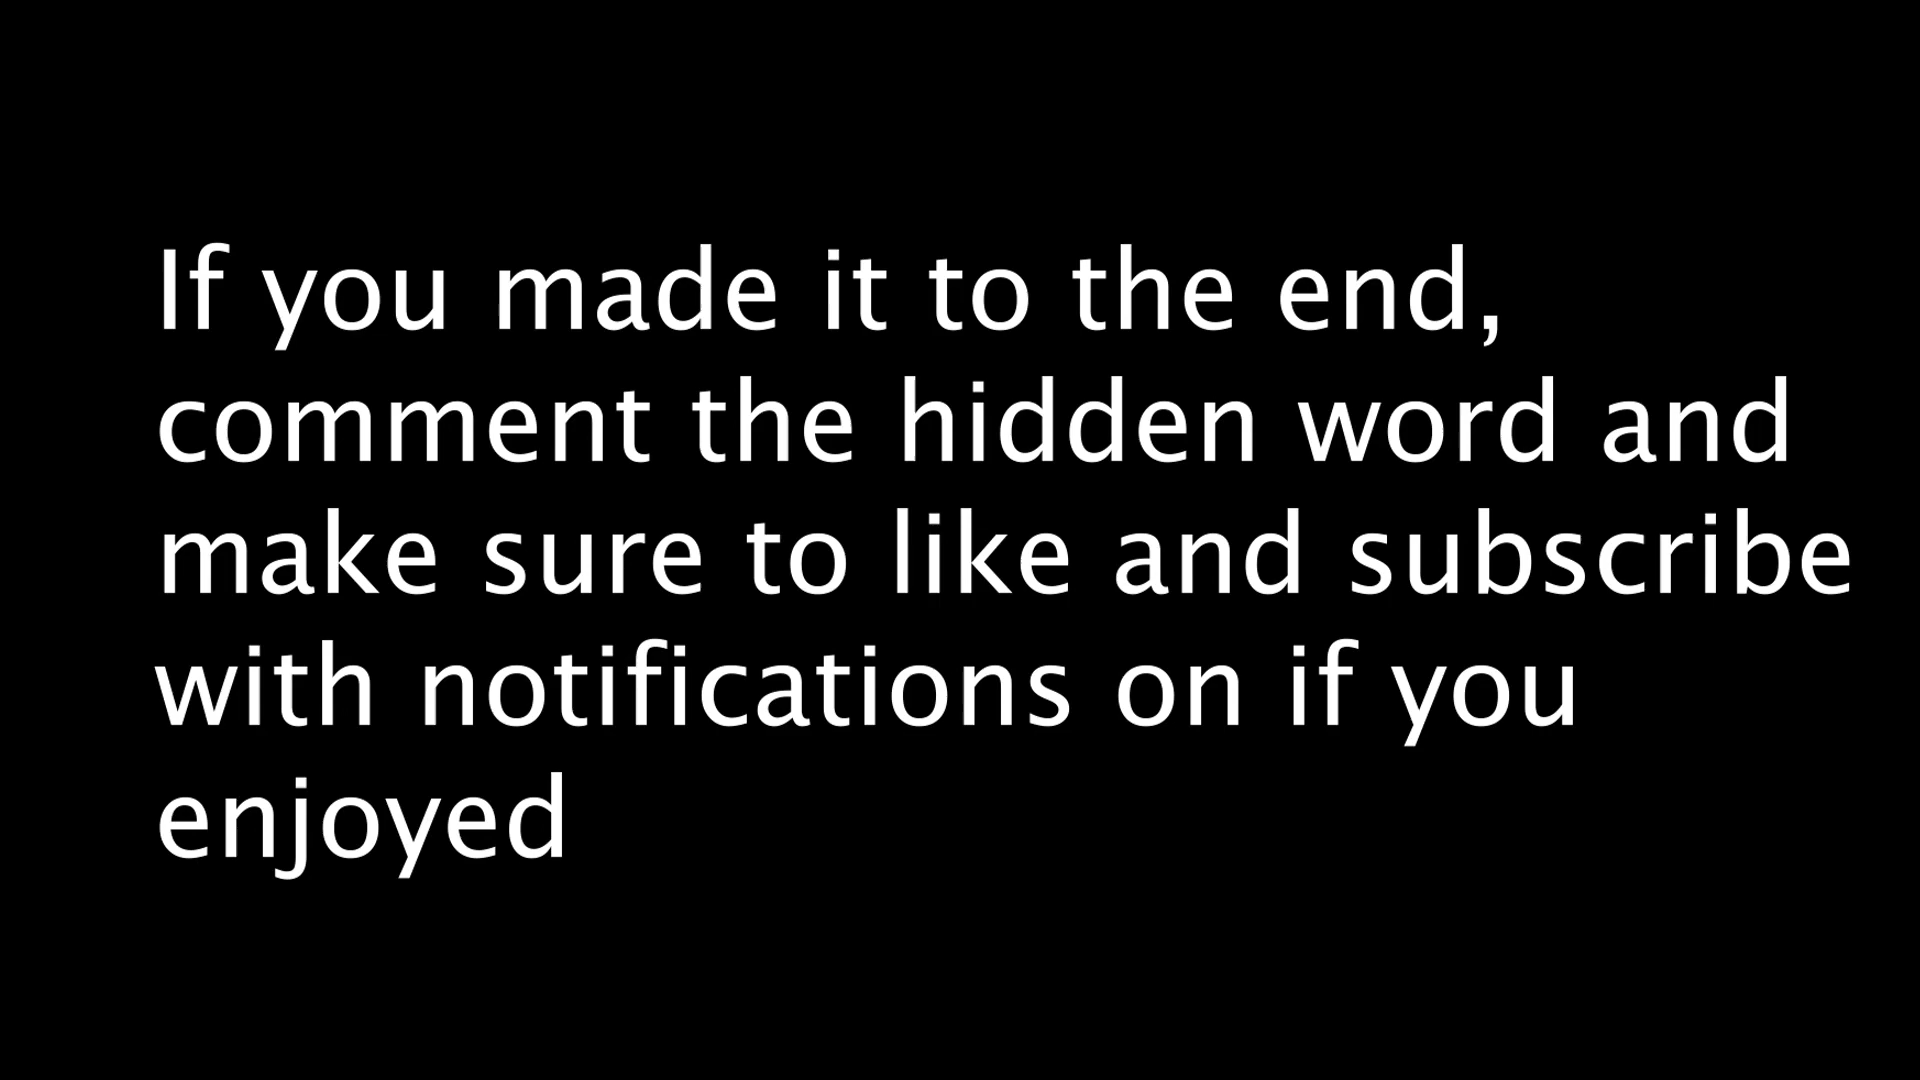 If you made it to the end,
comment the hidden word and
make sure to like and subscribe
with notifications on if you
enjoyed